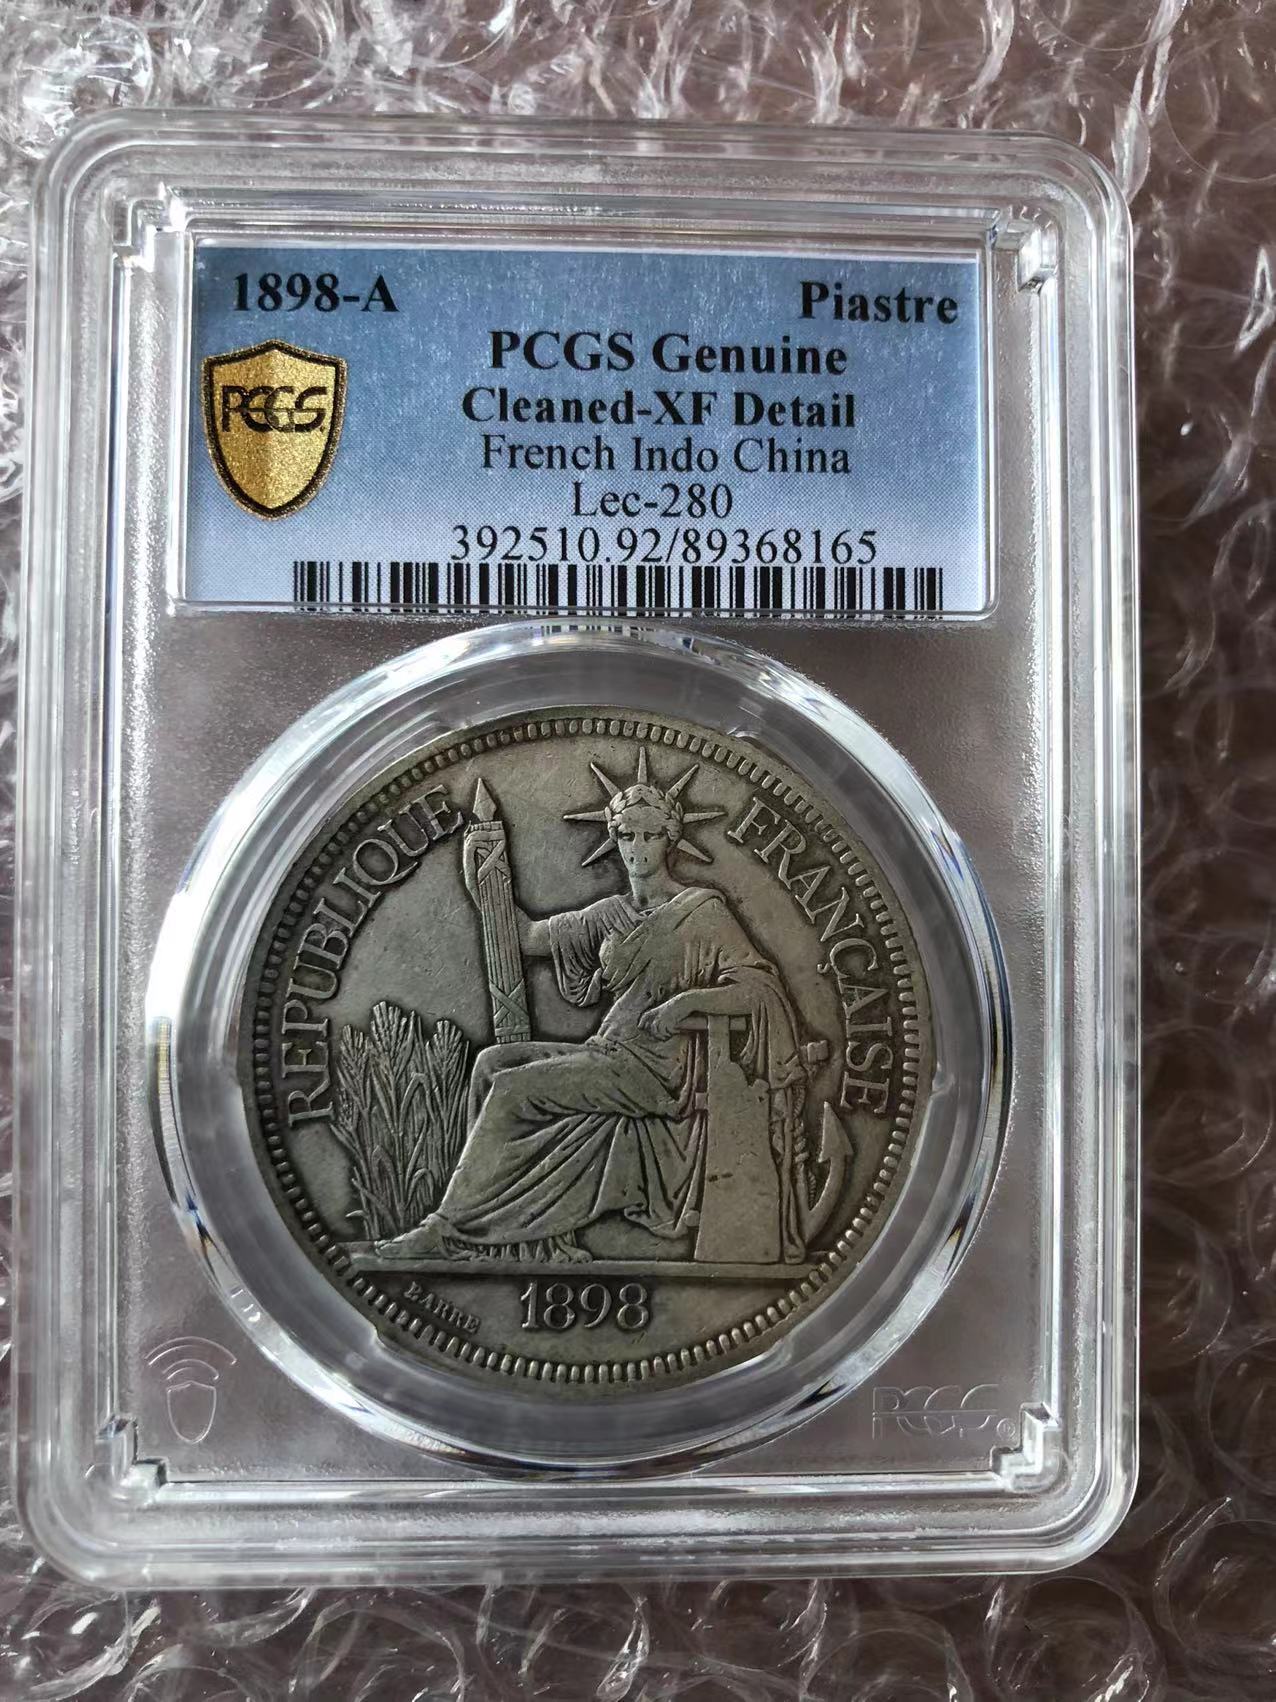 1898-A Piastre
PCGS Genuine
PCGS
Cleaned-XF Detail
French Indo China
Lec-280
392510.92/89368165
REPUBLIQUE FRANÇAISE
BARRE
1898
PCGS